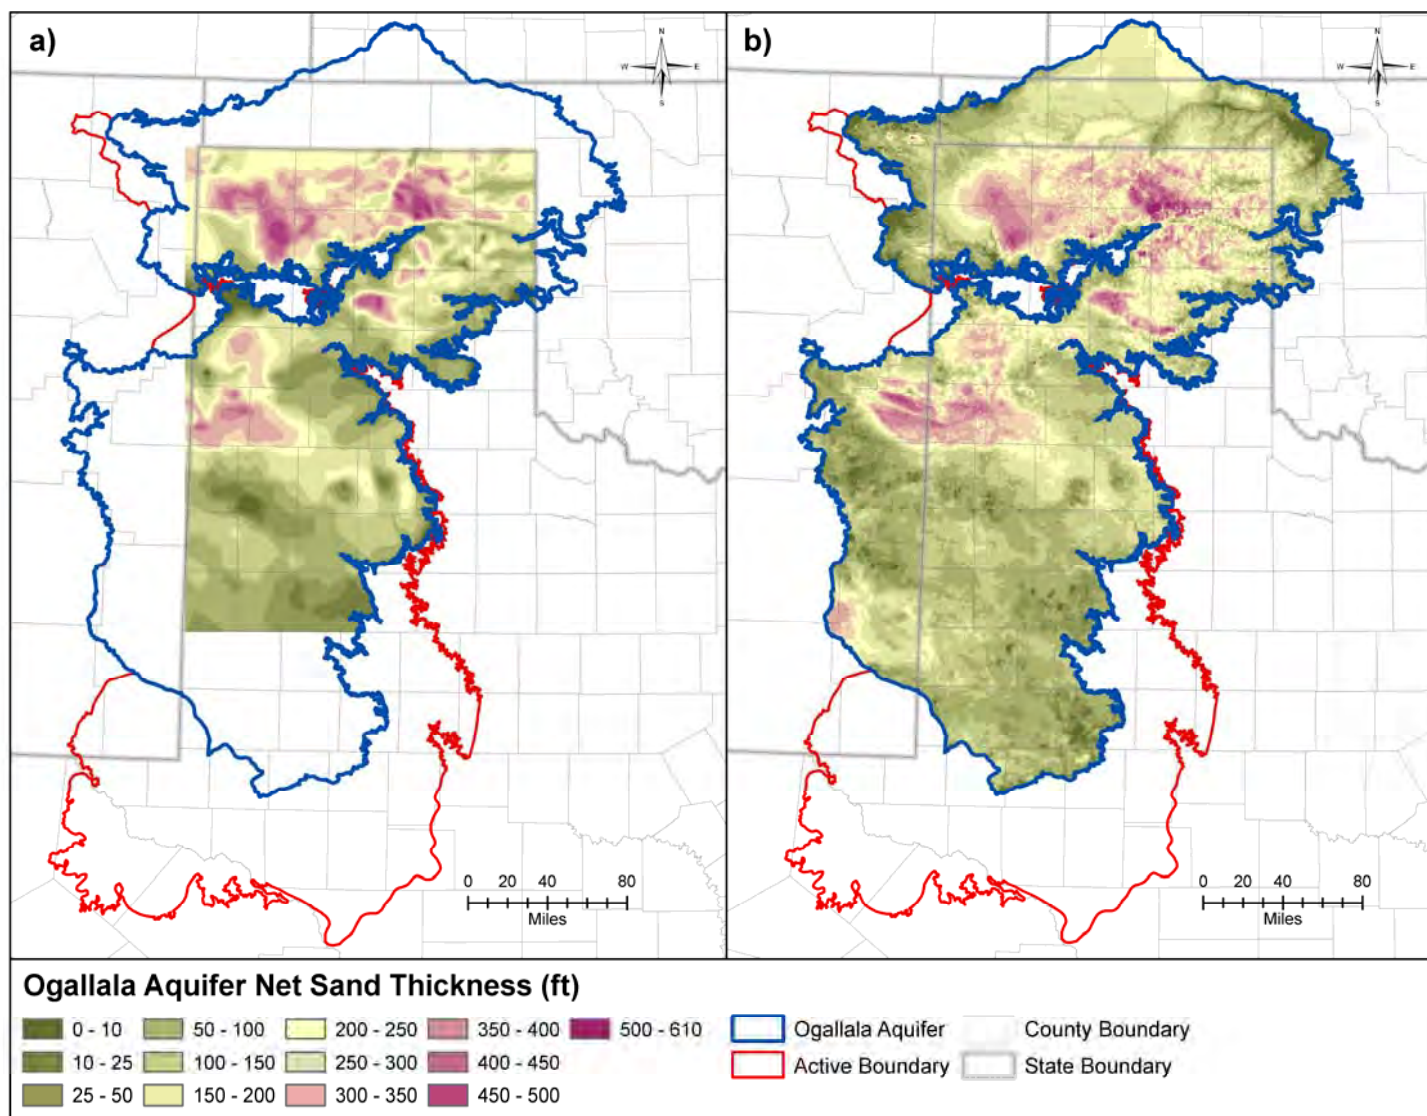 a)
N
W E
S
0 20 40 80
Miles
b)
N
W E
S
0 20 40 80
Miles
Ogallala Aquifer Net Sand Thickness (ft)
0 - 10 50 - 100 200 - 250 350 - 400 500 - 610
10 - 25 100 - 150 250 - 300 400 - 450
25 - 50 150 - 200 300 - 350 450 - 500
Ogallala Aquifer County Boundary
Active Boundary State Boundary